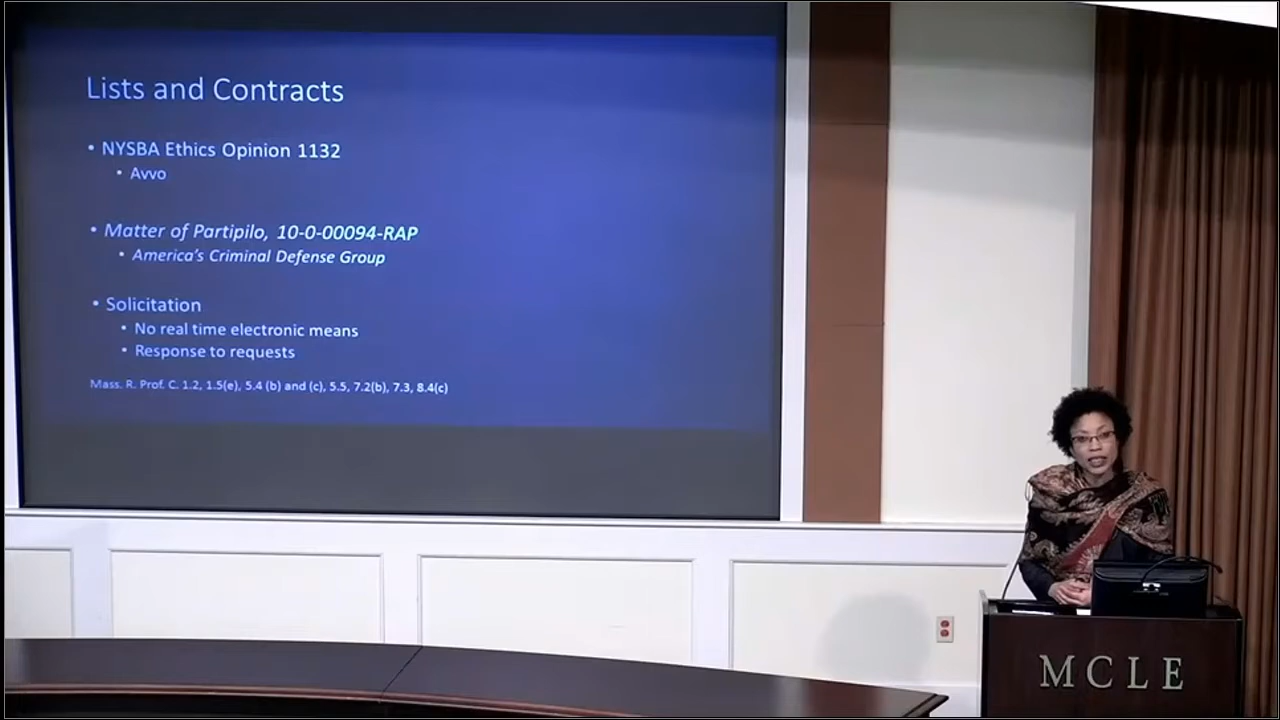 Lists and Contracts
• NYSBA Ethics Opinion 1132
• Avvo
• Matter of Partipilo, 10-0-00094-RAP
• America's Criminal Defense Group
• Solicitation
• No real time electronic means
• Response to requests
Mass. R. Prof. C. 1.2, 1.5(e), 5.4 (b) and (c), 5.5, 7.2(b), 7.3, 8.4(c)
MCLE